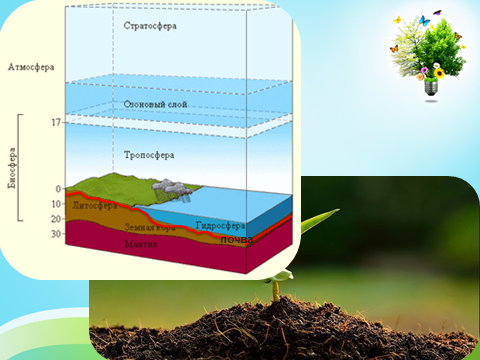 Стратосфера
Атмосфера
Озоновый слой
17
Тропосфера
Биосфера
0
Литосфера
10
20
Гидросфера
Земная кора
почва
30
Мантия